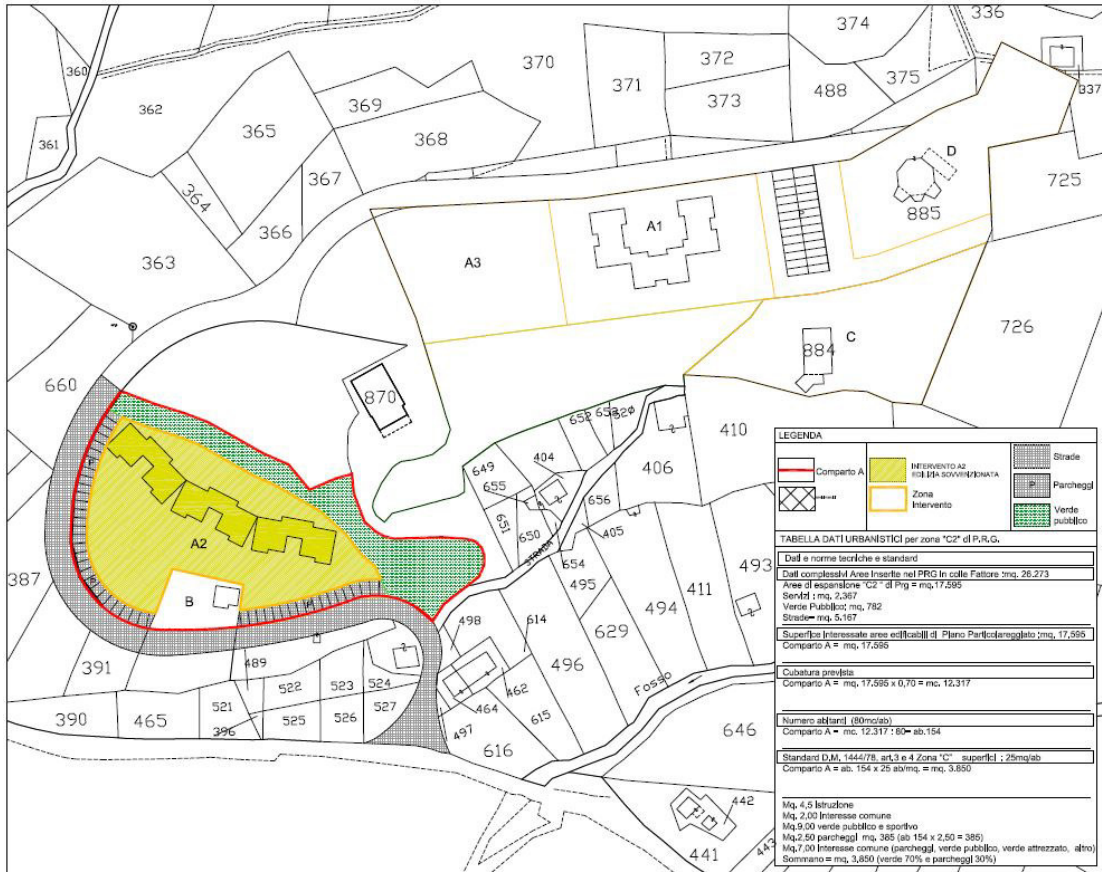 374
336
360
370
372
371
375
362
373
488
337
369
365
361
368
367
D
725
364
885
366
A1
363
A3
726
C
884
660
870
652
653
520
410
649
404
406
655
656
651
650
405
A2
STRADA
654
493
387
495
411
B
494
498
614
629
391
489
496
524
523
522
Fosso
462
390
465
521
527
464
615
525
526
396
497
646
616
442
441
443
LEGENDA
Comparto A
INTERVENTO A2
EDILIZIA SOVVENZIONATA
Zona
Intervento
Strade
P Parcheggi
Verde
pubblico
TABELLA DATI URBANISTICI per zone "C2" di P.R.G.
Dati e norme tecniche e standard
Dati complessivi Aree Inserite nel PRG in colle Fattore :mq. 26.273
Aree di espansione "C2 " di Prg = mq.17.595
Servizi : mq. 2,367
Verde Pubblico: mq, 782
Strade= mq. 5.167
Superfice interessate aree edificabili di Piano Particolareggiato :mq, 17,595
Comparto A = mq. 17.595
Cubatura prevista
Comparto A = mq. 17.595 x 0,70 = mc. 12.317
Numero abitanti (80mc/ab)
Comparto A = mc. 12.317 : 80= ab.154
Standard D.M, 1444/78, art,3 e 4 Zona "C" superfici : 25mq/ab
Comparto A = ab. 154 x 25 ab/mq. = mq. 3.850
Mq. 4,5 Istruzione
Mq. 2,00 interesse comune
Mq.9,00 verde pubblico e sportivo
Mq.2,50 parcheggi mq. 385 (ab 154 x 2,50 = 385)
Mq.7,00 Interesse comune (parcheggi, verde pubblico, verde attrezzato, altro)
Sommano = mq. 3,850 (verde 70% e parcheggi 30%)